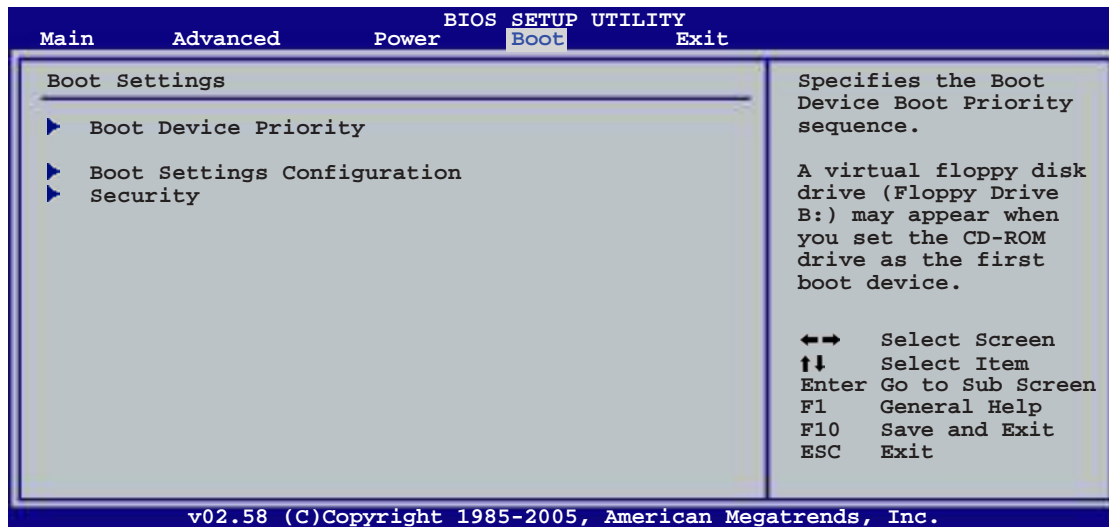 BIOS SETUP UTILITY
Main Advanced Power Boot Exit
Boot Settings
Boot Device Priority
Boot Settings Configuration
Security
Specifies the Boot
Device Boot Priority
sequence.
A virtual floppy disk
drive (Floppy Drive
B:) may appear when
you set the CD-ROM
drive as the first
boot device.
←→ Select Screen
↑↓ Select Item
Enter Go to Sub Screen
F1 General Help
F10 Save and Exit
ESC Exit
v02.58 (C)Copyright 1985-2005, American Megatrends, Inc.